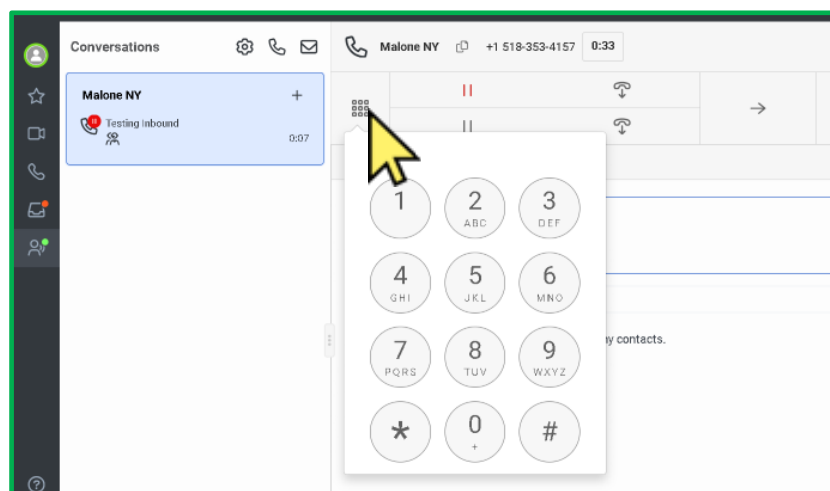 Conversations
Malone NY +1 518-353-4157 0:33
Malone NY
Testing Inbound
0:07
1
2
ABC
3
DEF
4
GHI
5
JKL
6
MNO
7
PQRS
8
TUV
9
WXYZ
*
0
+
#
contacts.